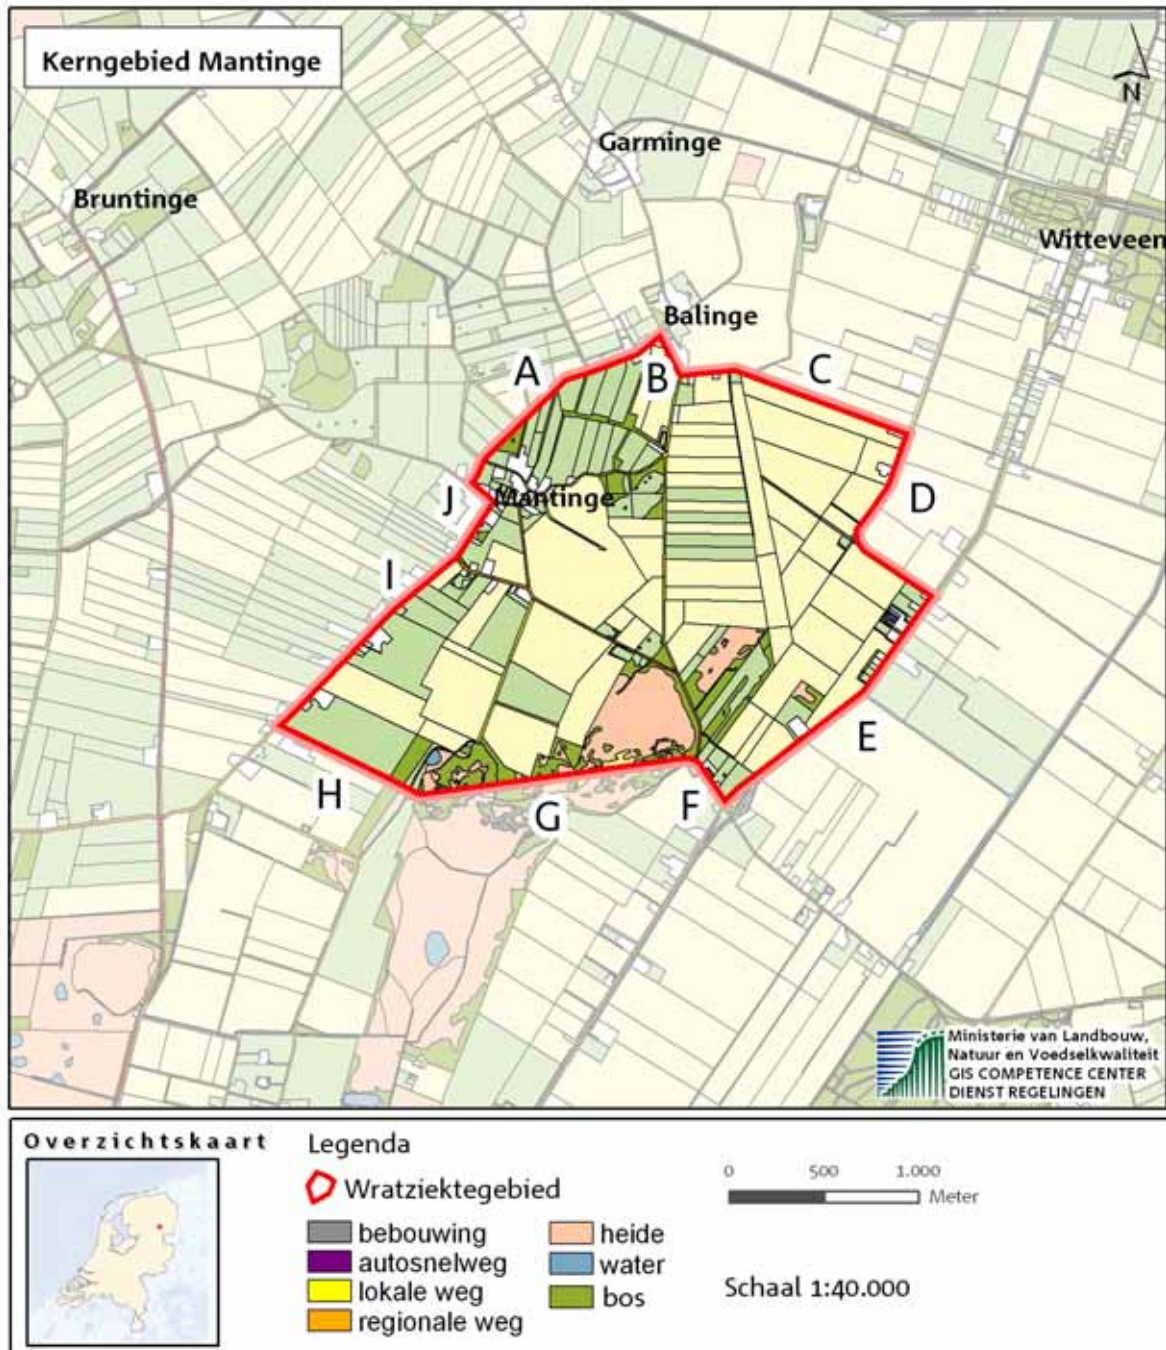 Kerngebied Mantinge
N
Garminge
Bruntinge
Witteveen
Balinge
A
B
C
J
Mantinge
D
I
E
H
G
F
Ministerie van Landbouw,
Natuur en Voedselkwaliteit
GIS COMPETENCE CENTER
DIENST REGELINGEN
Overzichtskaart
Legenda
Wratziektegebied
bebouwing
autosnelweg
lokale weg
regionale weg
heide
water
bos
0 500 1.000
Meter
Schaal 1:40.000